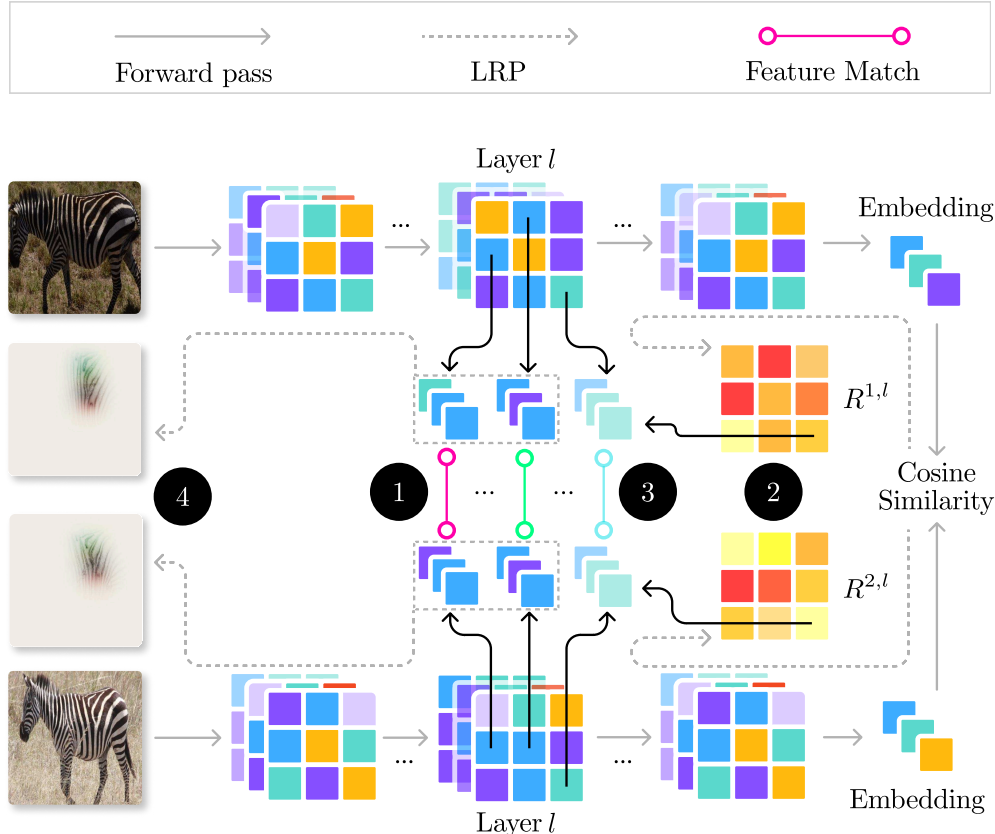 Forward pass
LRP
Feature Match
Layer l
... ...
Embedding
R^{1,l}
Cosine
Similarity
4
1
... ...
3
2
R^{2,l}
... ...
Embedding
Layer l